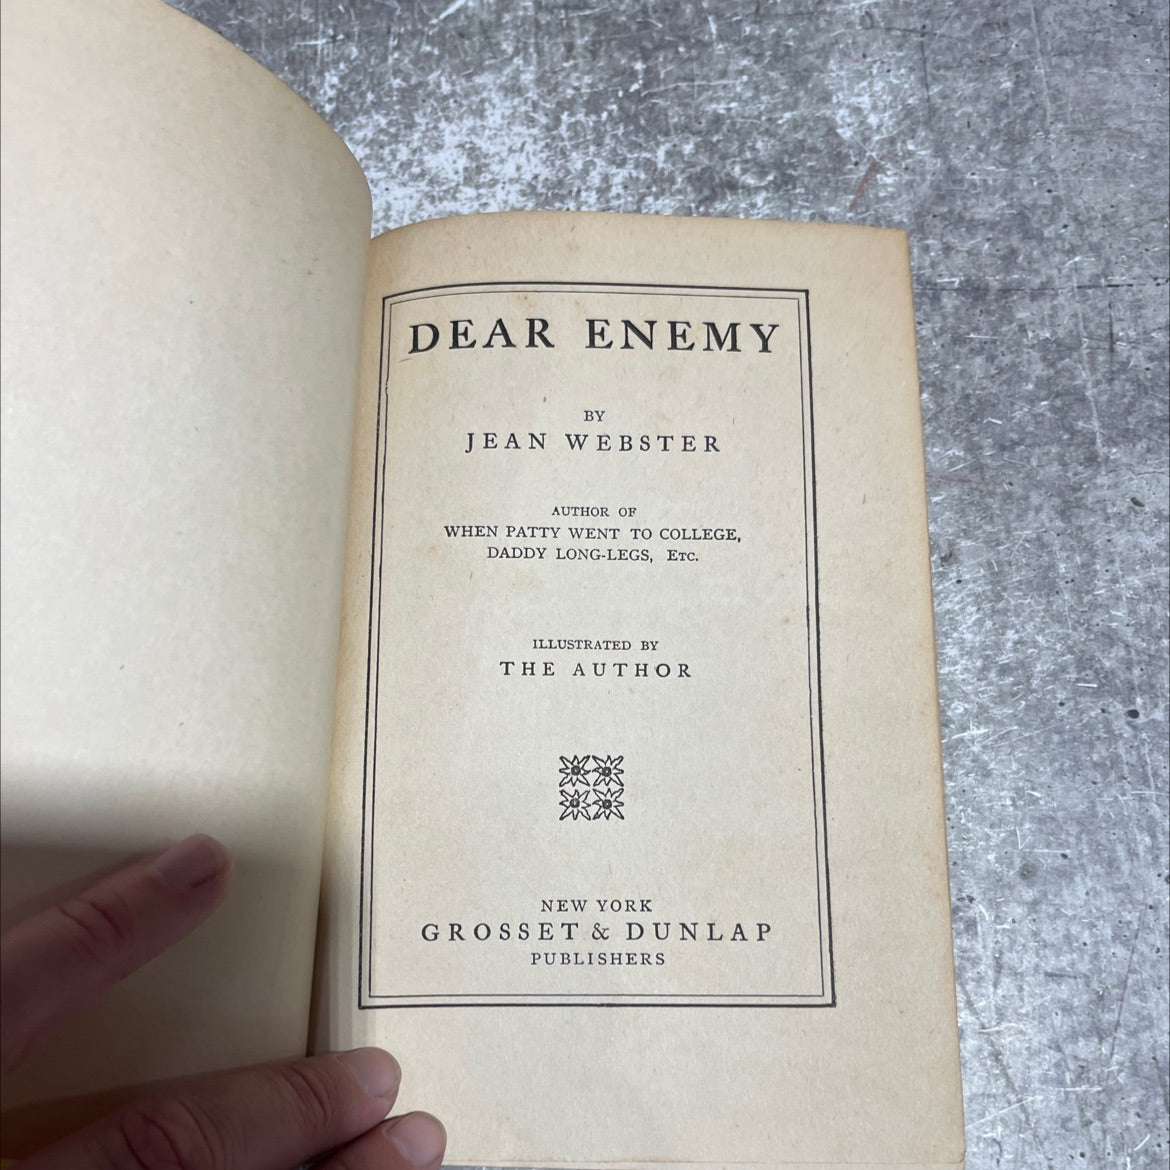 DEAR ENEMY
BY
JEAN WEBSTER
AUTHOR OF
WHEN PATTY WENT TO COLLEGE,
DADDY LONG-LEGS, Etc.
ILLUSTRATED BY
THE AUTHOR
NEW YORK
GROSSET & DUNLAP
PUBLISHERS